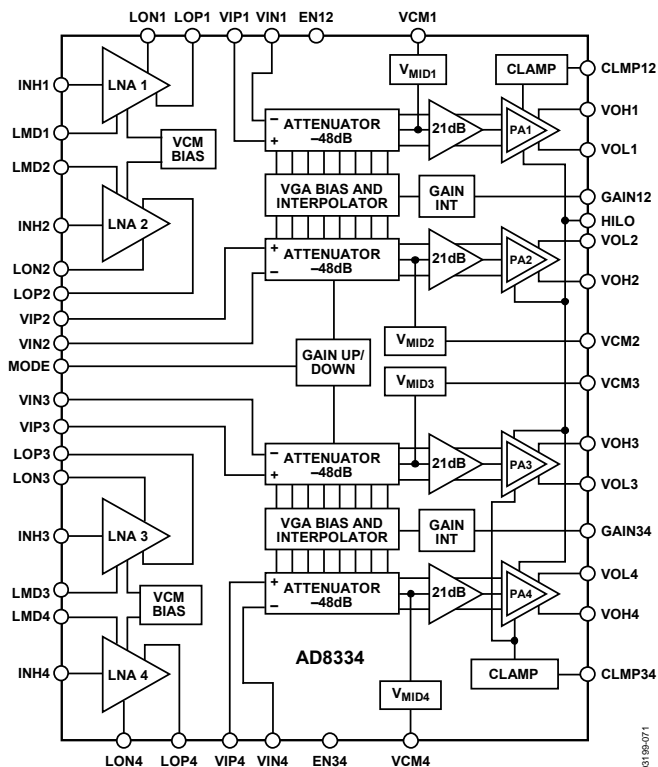 LON1 LOP1 VIP1 VIN1 EN12 VCM1
INH1
LNA 1
VMID1
CLAMP
CLMP12
LMD1
VCM
BIAS
–
+
ATTENUATOR
–48dB
21dB
PA1
VOH1
VOL1
LMD2
VGA BIAS AND
INTERPOLATOR
GAIN
INT
GAIN12
HILO
INH2
LNA 2
+
–
ATTENUATOR
–48dB
21dB
PA2
VOL2
VOH2
LON2
LOP2
VIP2
VIN2
VMID2
VCM2
MODE
GAIN UP/
DOWN
VMID3
VCM3
VIN3
VIP3
LOP3
LON3
–
+
ATTENUATOR
–48dB
21dB
PA3
VOH3
VOL3
INH3
LNA 3
VGA BIAS AND
INTERPOLATOR
GAIN
INT
GAIN34
LMD3
LMD4
VCM
BIAS
+
–
ATTENUATOR
–48dB
21dB
PA4
VOL4
VOH4
INH4
LNA 4
AD8334
VMID4
CLAMP
CLMP34
LON4 LOP4 VIP4 VIN4 EN34 VCM4
03199-071